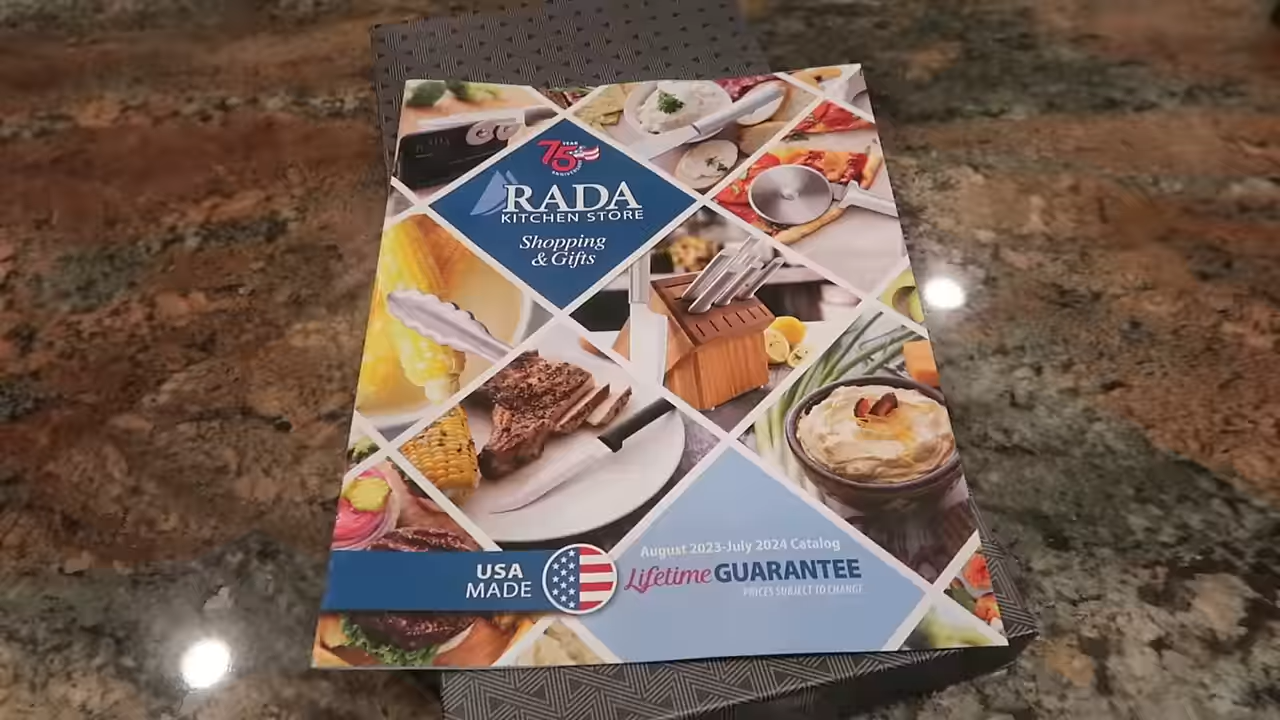 75
YEAR
ANNIVERSARY
RADA
KITCHEN STORE
Shopping
& Gifts
August 2023-July 2024 Catalog
Lifetime GUARANTEE
PRICES SUBJECT TO CHANGE
USA
MADE